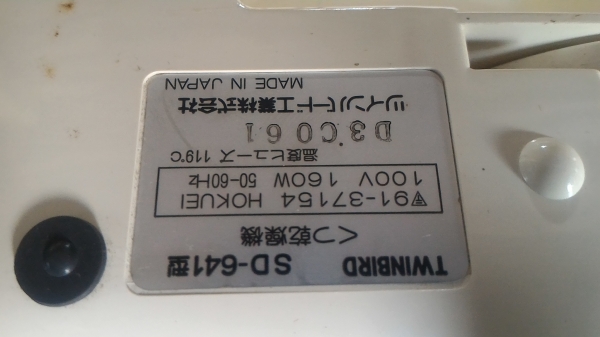 TWINBIRD SD-641型
くつ乾燥機
▽91-37154 HOKUEI
100V 160W 50-60Hz
温度ヒューズ 119℃
D3C061
ツインバード工業株式会社
MADE IN JAPAN